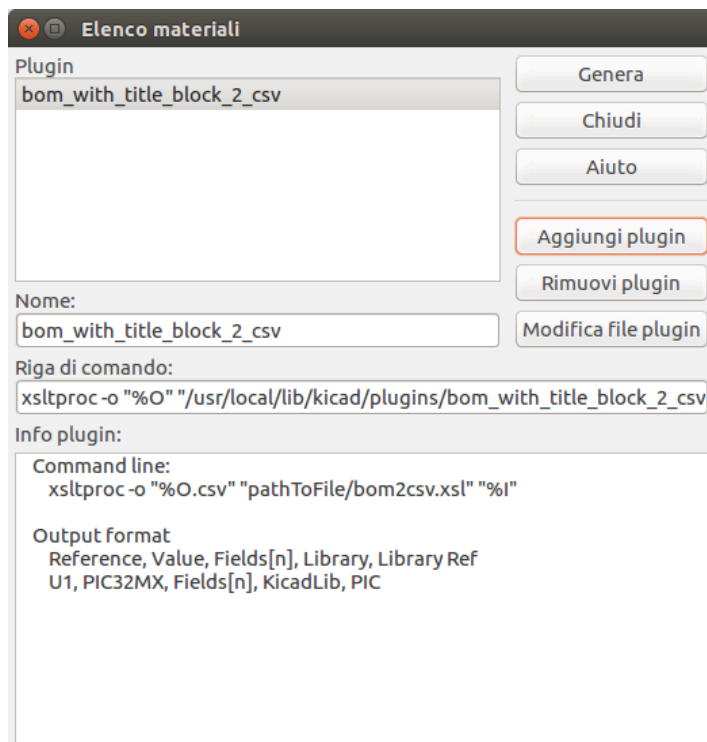 Elenco materiali
Plugin
bom_with_title_block_2_csv
Genera
Chiudi
Aiuto
Aggiungi plugin
Rimuovi plugin
Modifica file plugin
Nome:
bom_with_title_block_2_csv
Riga di comando:
xsltproc -o "%O" "/usr/local/lib/kicad/plugins/bom_with_title_block_2_csv
Info plugin:
Command line:
xsltproc -o "%O.csv" "pathToFile/bom2csv.xsl" "%I"
Output format
Reference, Value, Fields[n], Library, Library Ref
U1, PIC32MX, Fields[n], KicadLib, PIC